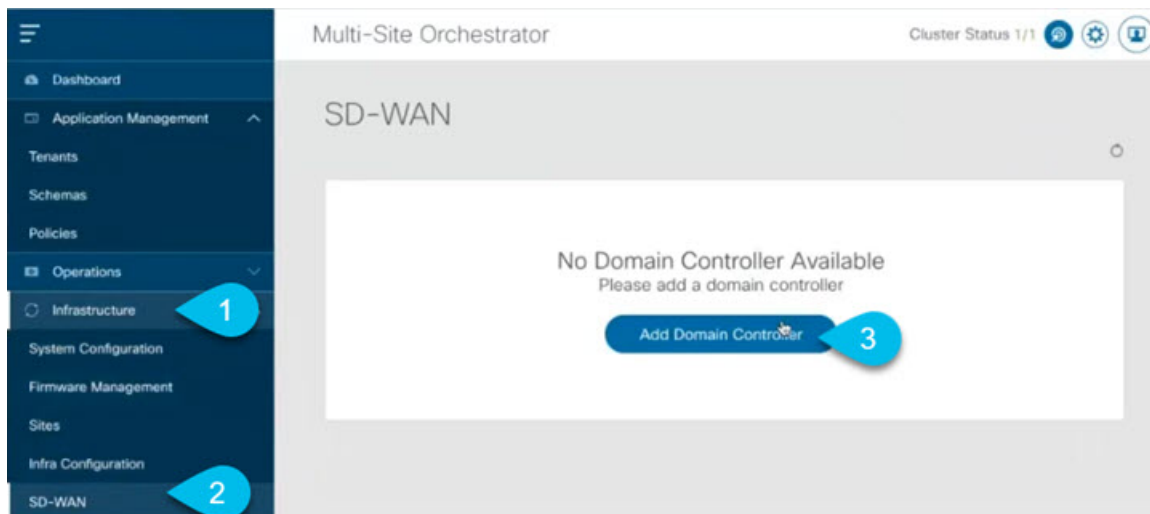 Multi-Site Orchestrator
Cluster Status 1/1
Dashboard
Application Management
Tenants
Schemas
Policies
Operations
Infrastructure
1
System Configuration
Firmware Management
Sites
Infra Configuration
SD-WAN
2
SD-WAN
No Domain Controller Available
Please add a domain controller
Add Domain Controller
3